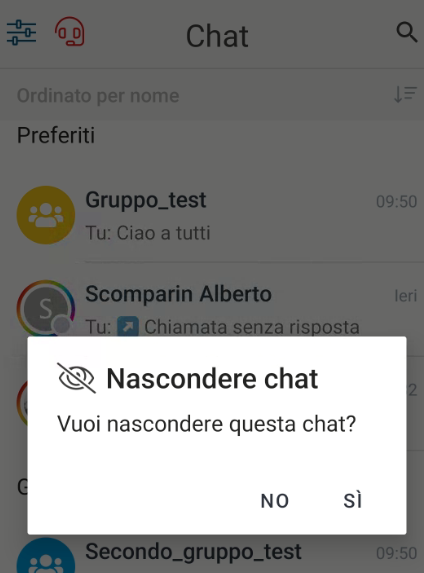 Chat
Ordinato per nome
Preferiti
Gruppo_test 09:50
Tu: Ciao a tutti
S
Scomparin Alberto Ieri
Tu: Chiamata senza risposta
Nascondere chat
Vuoi nascondere questa chat?
NO SÌ
Secondo_gruppo_test 09:50